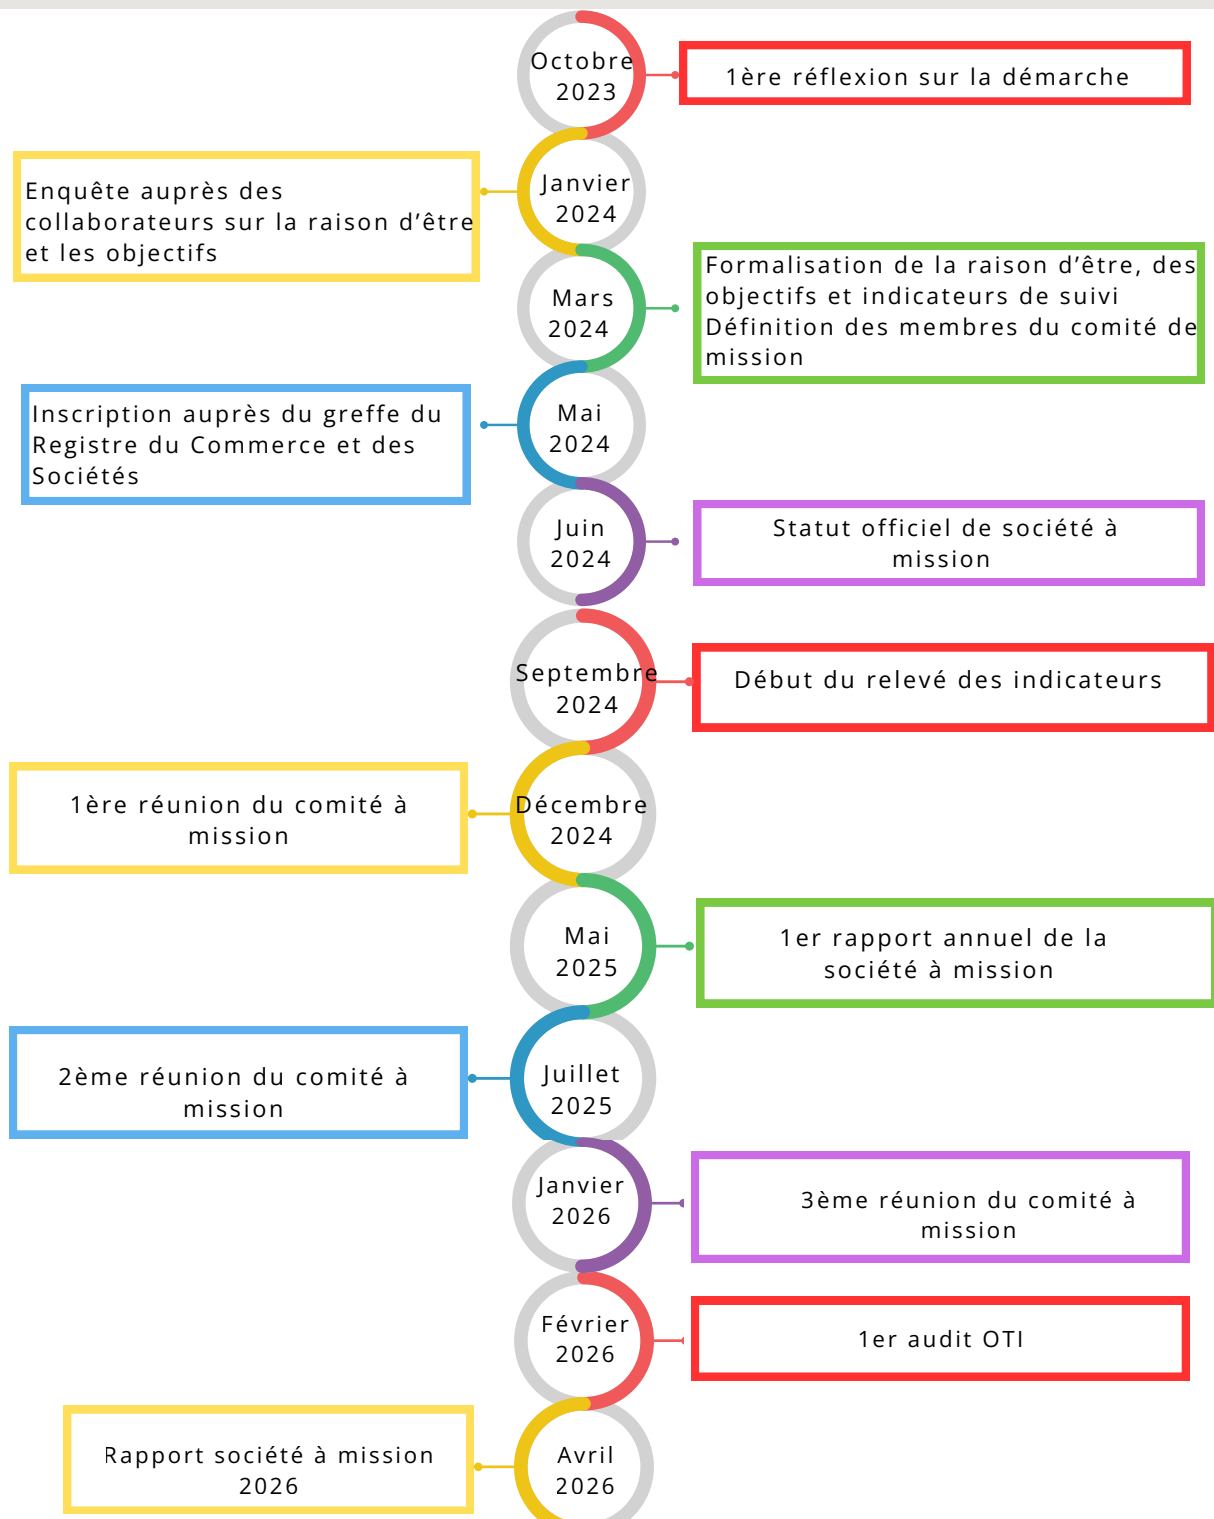 Octobre
2023
1ère réflexion sur la démarche
Janvier
2024
Enquête auprès des
collaborateurs sur la raison d’être
et les objectifs
Mars
2024
Formalisation de la raison d’être, des
objectifs et indicateurs de suivi
Définition des membres du comité de
mission
Mai
2024
Inscription auprès du greffe du
Registre du Commerce et des
Sociétés
Juin
2024
Statut officiel de société à
mission
Septembre
2024
Début du relevé des indicateurs
Décembre
2024
1ère réunion du comité à
mission
Mai
2025
1er rapport annuel de la
société à mission
Juillet
2025
2ème réunion du comité à
mission
Janvier
2026
3ème réunion du comité à
mission
Février
2026
1er audit OTI
Avril
2026
Rapport société à mission
2026